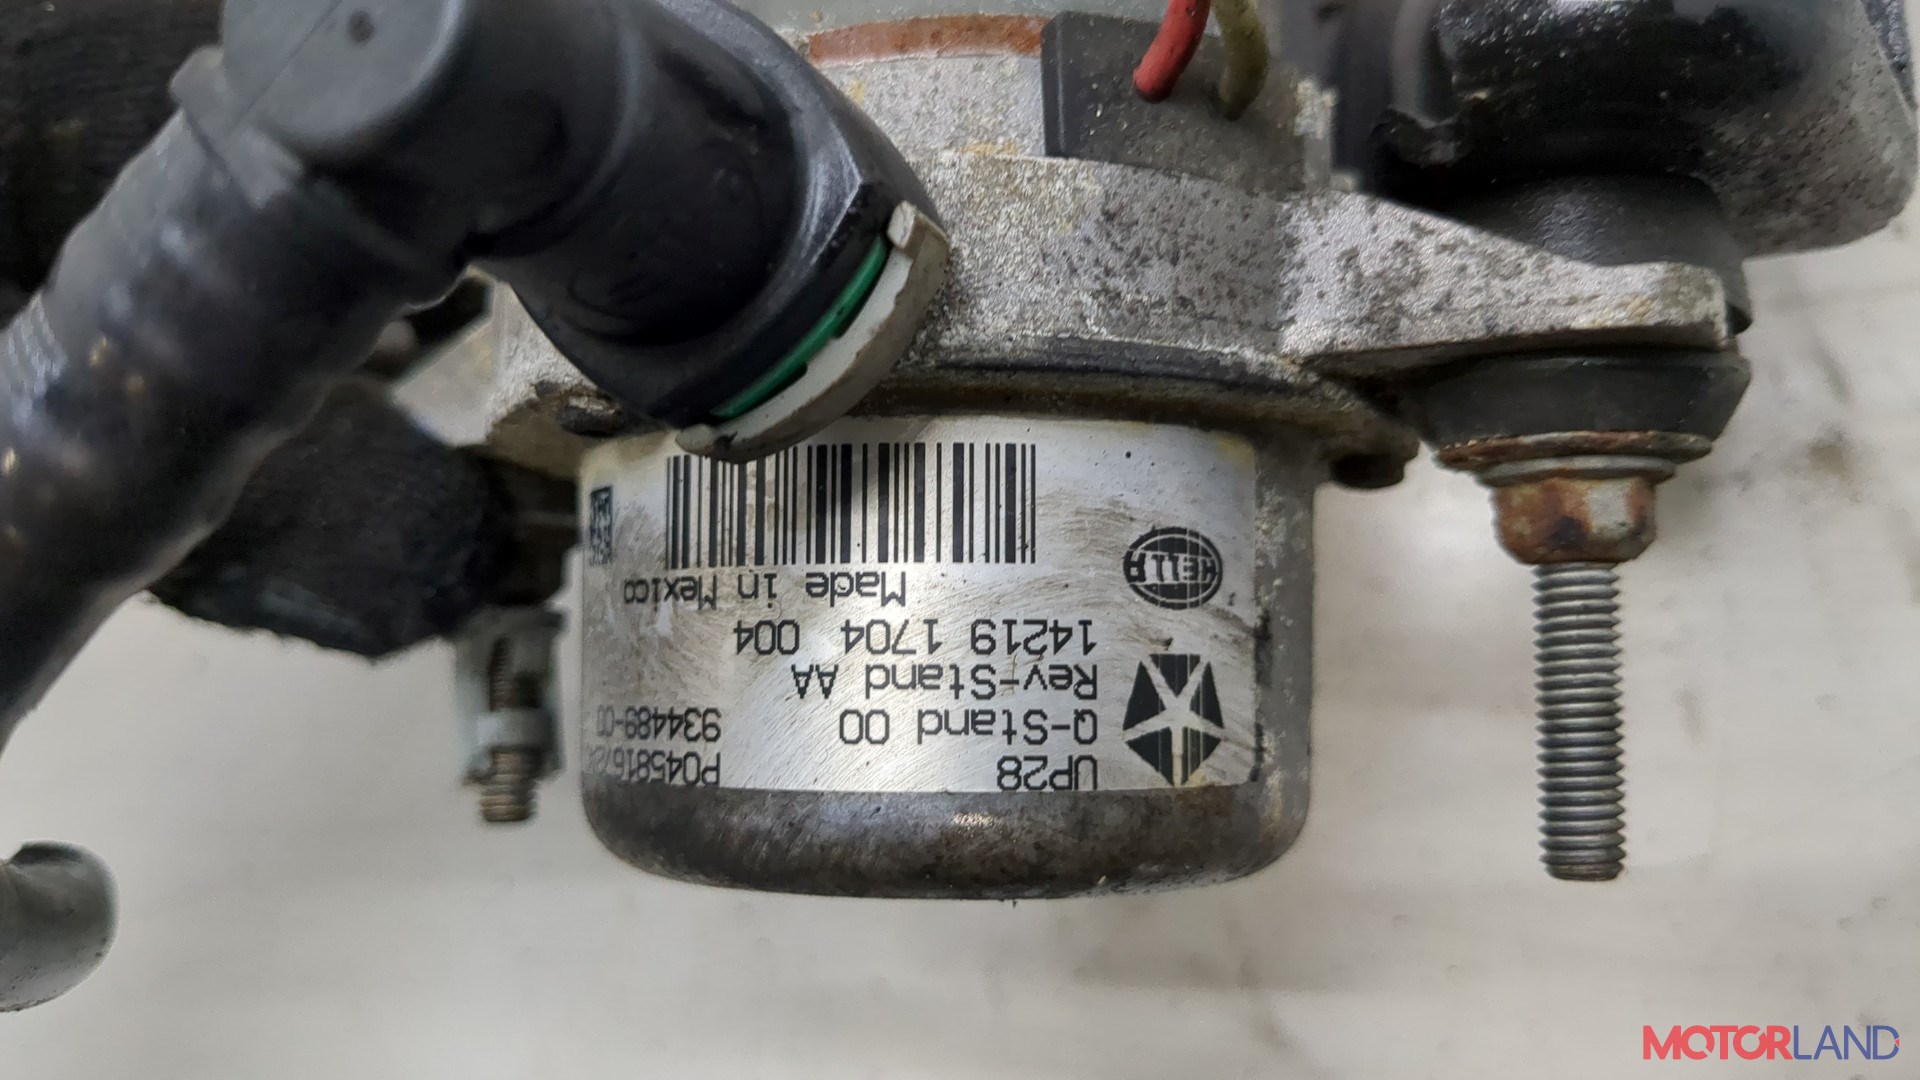 UP28
Q-Stand 00
934489-00
Rev-Stand AA
14219 1704 004
Made in Mexico
HELLA
MOTORLAND